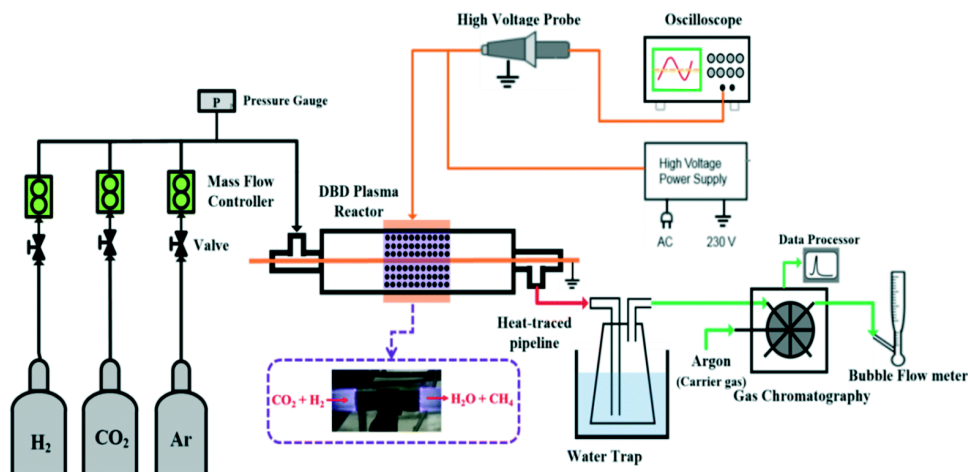 High Voltage Probe
Oscilloscope
P
Pressure Gauge
Mass Flow
Controller
DBD Plasma
Reactor
High Voltage
Power Supply
Valve
AC
230 V
Data Processor
Heat-traced
pipeline
Argon
(Carrier gas)
Gas Chromatography
Bubble Flow meter
CO₂ + H₂
H₂O + CH₄
H₂
CO₂
Ar
Water Trap